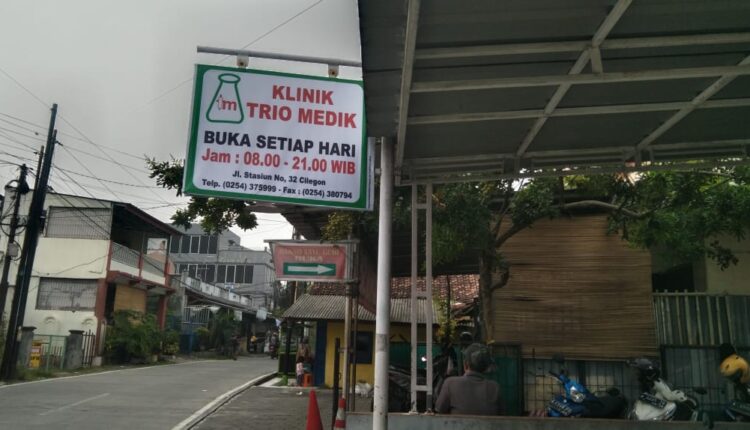 tm
KLINIK
TRIO MEDIK
BUKA SETIAP HARI
Jam : 08.00 - 21.00 WIB
Jl. Stasiun No, 32 Cilegon
Telp. (0254) 375999 - Fax : (0254) 380794